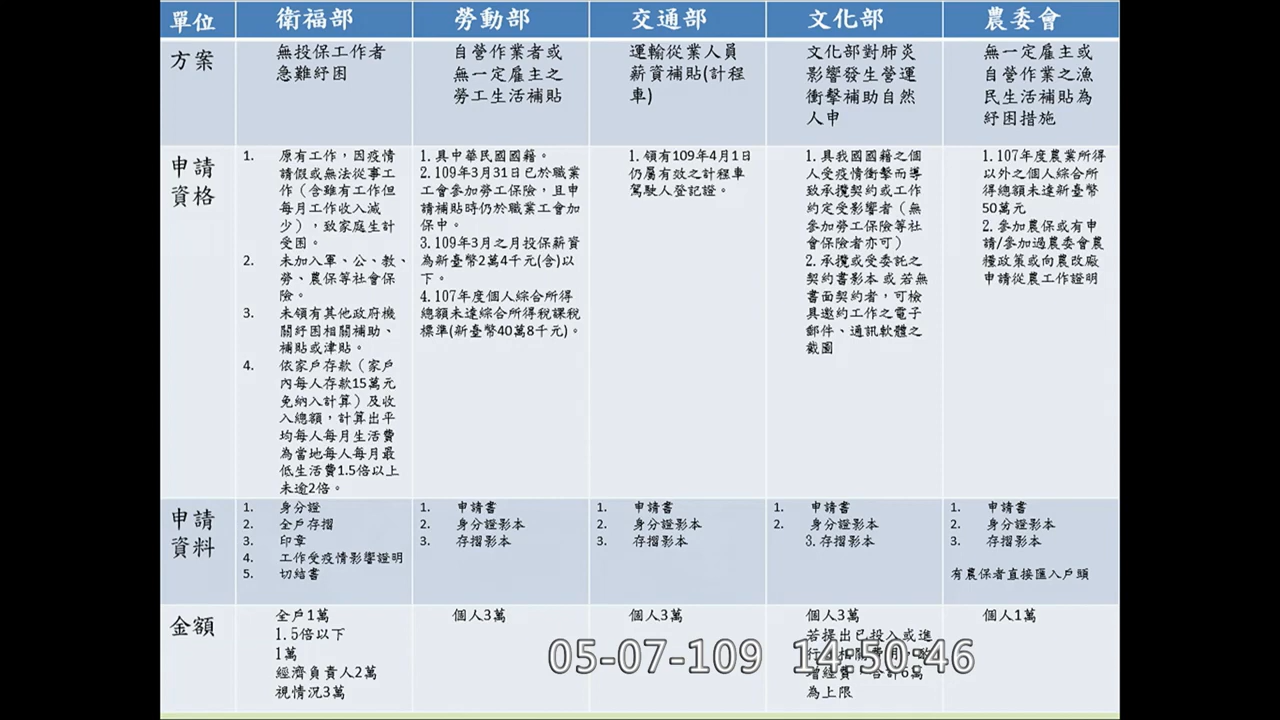 單位
衛福部
勞動部
交通部
文化部
農委會
方案
無投保工作者
急難紓困
自營作業者或
無一定雇主之
勞工生活補貼
運輸從業人員
薪資補貼(計程
車)
文化部對肺炎
影響發生營運
衝擊補助自然
人申
無一定雇主或
自營作業之漁
民生活補貼為
紓困措施
申請
資格
1. 原有工作，因疫情
請假或無法從事工
作（含雖有工作但
每月工作收入減
少），致家庭生計
受困。
2. 未加入軍、公、教、
勞、農保等社會保
險。
3. 未領有其他政府機
關紓困相關補助、
補貼或津貼。
4. 依家戶存款（家戶
內每人存款15萬元
免納入計算）及收
入總額，計算出平
均每人每月生活費
為當地每人每月最
低生活費1.5倍以上
未逾2倍。
1.具中華民國國籍。
2.109年3月31日已於職業
工會參加勞工保險，且申
請補貼時仍於職業工會加
保中。
3.109年3月之月投保薪資
為新臺幣2萬4千元(含)以
下。
4.107年度個人綜合所得
總額未達綜合所得稅課稅
標準(新臺幣40萬8千元)。
1.領有109年4月1日
仍屬有效之計程車
駕駛人登記證。
1.具我國國籍之個
人受疫情衝擊而導
致承攬契約或工作
約定受影響者（無
參加勞工保險等社
會保險者亦可）
2.承攬或受委託之
契約書影本 或 若無
書面契約者，可檢
具邀約工作之電子
郵件、通訊軟體之
截圖
1.107年度農業所得
以外之個人綜合所
得總額未達新臺幣
50萬元
2.參加農保或有申
請/參加過農委會農
糧政策或向農改廠
申請從農工作證明
申請
資料
1. 身分證
2. 全戶存摺
3. 印章
4. 工作受疫情影響證明
5. 切結書
1. 申請書
2. 身分證影本
3. 存摺影本
1. 申請書
2. 身分證影本
3. 存摺影本
1. 申請書
2. 身分證影本
3.存摺影本
1. 申請書
2. 身分證影本
3. 存摺影本
有農保者直接匯入戶頭
金額
全戶1萬
1.5倍以下
1萬
經濟負責人2萬
視情況3萬
個人3萬
個人3萬
個人3萬
若提出已投入或進
行
增經費，合計6萬
為上限
個人1萬
05-07-109 14:50:46